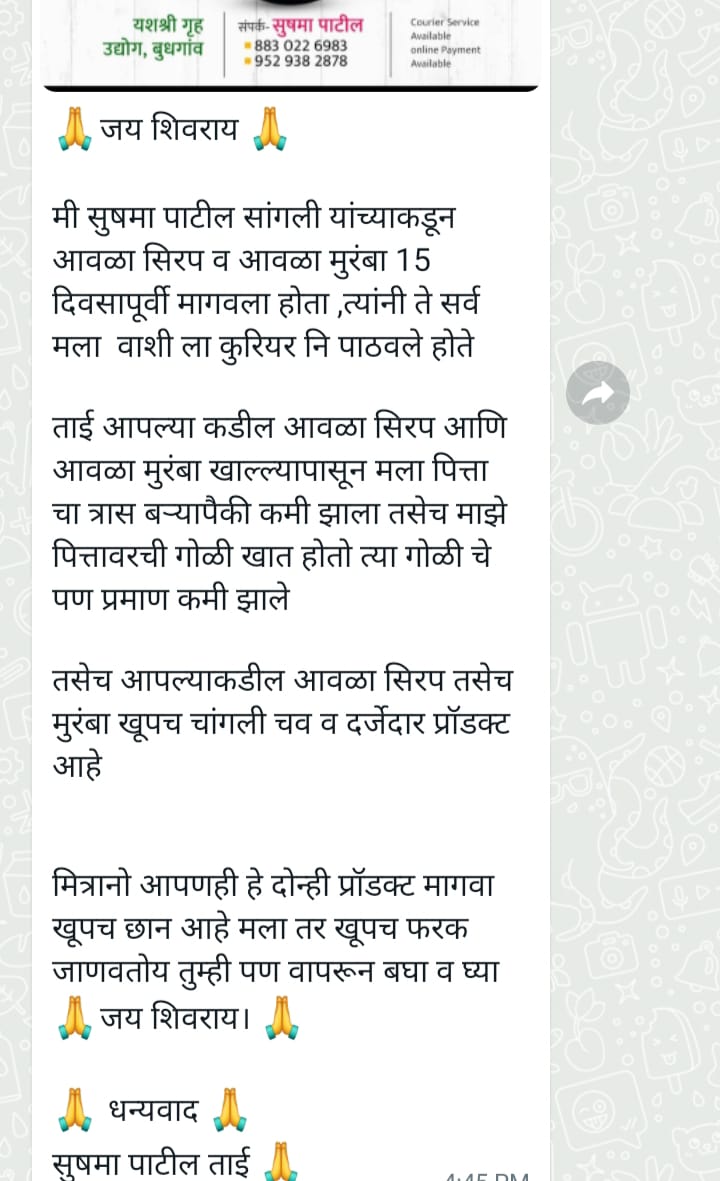 यशश्री गृह
उद्योग, बुधगांव
संपर्क- सुषमा पाटील
883 022 6983
952 938 2878
Courier Service
Available
online Payment
Available
🙏 जय शिवराय 🙏
मी सुषमा पाटील सांगली यांच्याकडून
आवळा सिरप व आवळा मुरंबा 15
दिवसापूर्वी मागवला होता ,त्यांनी ते सर्व
मला वाशी ला कुरियर नि पाठवले होते
ताई आपल्या कडील आवळा सिरप आणि
आवळा मुरंबा खाल्ल्यापासून मला पित्ता
चा त्रास बऱ्यापैकी कमी झाला तसेच माझे
पित्तावरची गोळी खात होतो त्या गोळी चे
पण प्रमाण कमी झाले
तसेच आपल्याकडील आवळा सिरप तसेच
मुरंबा खूपच चांगली चव व दर्जेदार प्रॉडक्ट
आहे
मित्रानो आपणही हे दोन्ही प्रॉडक्ट मागवा
खूपच छान आहे मला तर खूपच फरक
जाणवतोय तुम्ही पण वापरून बघा व घ्या
🙏 जय शिवराय। 🙏
🙏 धन्यवाद 🙏
सुषमा पाटील ताई 🙏
4:45 PM